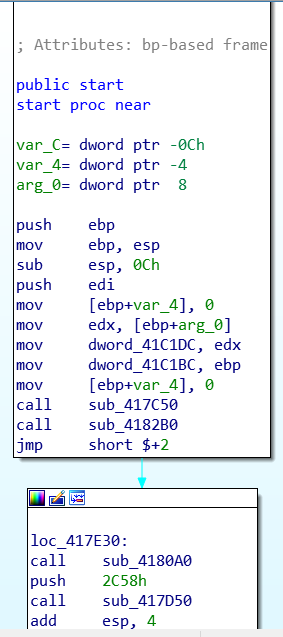 ; Attributes: bp-based frame
public start
start proc near
var_C= dword ptr -0Ch
var_4= dword ptr -4
arg_0= dword ptr  8
push    ebp
mov     ebp, esp
sub     esp, 0Ch
push    edi
mov     [ebp+var_4], 0
mov     edx, [ebp+arg_0]
mov     dword_41C1DC, edx
mov     dword_41C1BC, ebp
mov     [ebp+var_4], 0
call    sub_417C50
call    sub_4182B0
jmp     short $+2
loc_417E30:
call    sub_4180A0
push    2C58h
call    sub_417D50
add     esp, 4